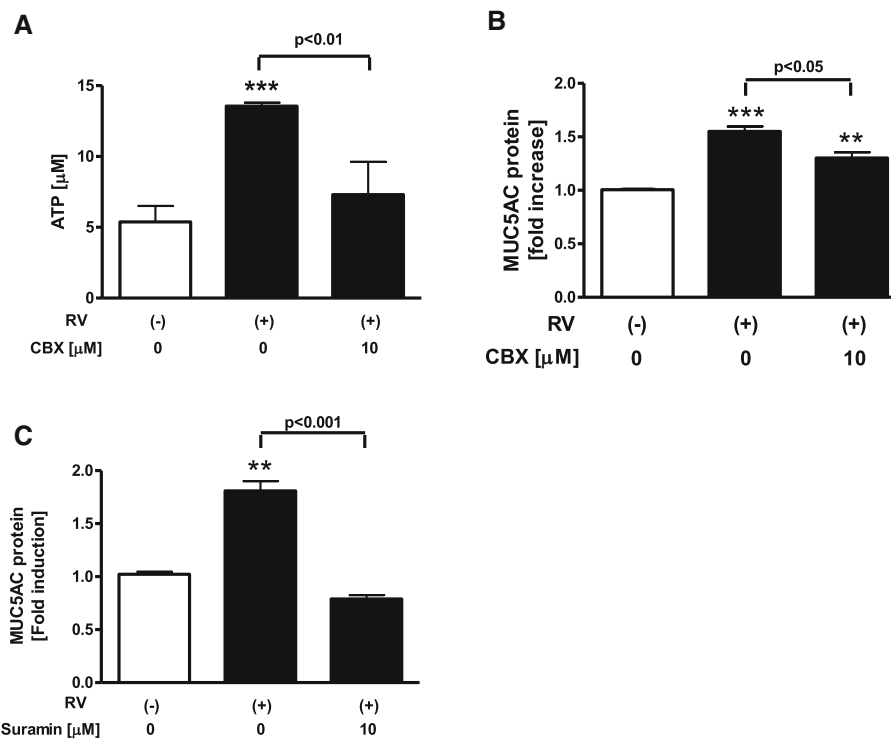 A
p<0.01
***
15
10
5
0
ATP [μM]
RV (-) (+) (+)
CBX [μM] 0 0 10
B
p<0.05
***
**
2.0
1.5
1.0
0.5
0.0
MUC5AC protein
[fold increase]
RV (-) (+) (+)
CBX [μM] 0 0 10
C
p<0.001
**
2.0
1.5
1.0
0.5
0.0
MUC5AC protein
[Fold induction]
RV (-) (+) (+)
Suramin [μM] 0 0 10